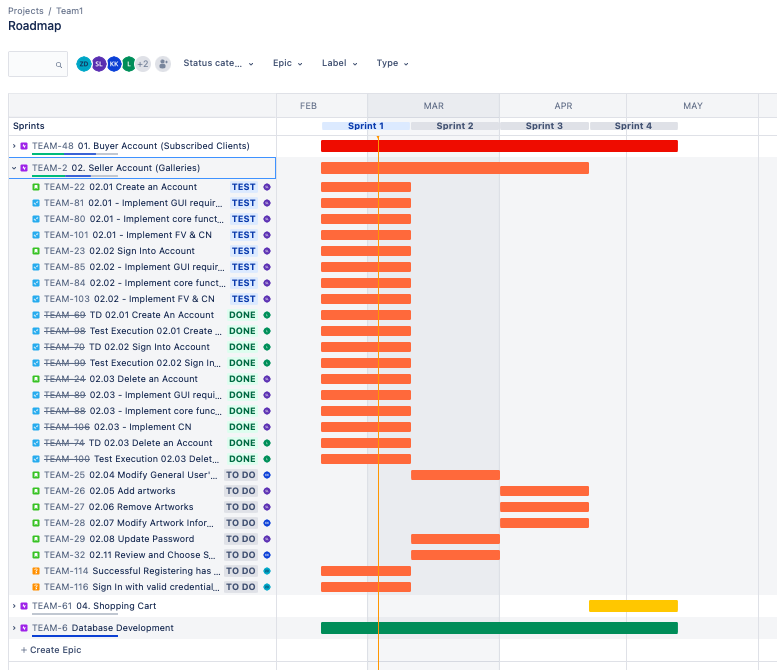 Projects / Team1
Roadmap
ZD SL KK L +2 Status cate... Epic Label Type
FEB MAR APR MAY
Sprints Sprint 1 Sprint 2 Sprint 3 Sprint 4
TEAM-48 01. Buyer Account (Subscribed Clients)
TEAM-2 02. Seller Account (Galleries)
TEAM-22 02.01 Create an Account TEST
TEAM-81 02.01 - Implement GUI requir... TEST
TEAM-80 02.01 - Implement core funct... TEST
TEAM-101 02.01 - Implement FV & CN TEST
TEAM-23 02.02 Sign Into Account TEST
TEAM-85 02.02 - Implement GUI requir... TEST
TEAM-84 02.02 - Implement core funct... TEST
TEAM-103 02.02 - Implement FV & CN TEST
TEAM-69 TD 02.01 Create An Account DONE
TEAM-98 Test Execution 02.01 Create ... DONE
TEAM-70 TD 02.02 Sign Into Account DONE
TEAM-99 Test Execution 02.02 Sign In... DONE
TEAM-24 02.03 Delete an Account DONE
TEAM-89 02.03 - Implement GUI requi... DONE
TEAM-88 02.03 - Implement core func... DONE
TEAM-106 02.03 - Implement CN DONE
TEAM-74 TD 02.03 Delete an Account DONE
TEAM-100 Test Execution 02.03 Delet... DONE
TEAM-25 02.04 Modify General User'... TO DO
TEAM-26 02.05 Add artworks TO DO
TEAM-27 02.06 Remove Artworks TO DO
TEAM-28 02.07 Modify Artwork Infor... TO DO
TEAM-29 02.08 Update Password TO DO
TEAM-32 02.11 Review and Choose S... TO DO
TEAM-114 Successful Registering has ... TO DO
TEAM-116 Sign In with valid credential... TO DO
TEAM-61 04. Shopping Cart
TEAM-6 Database Development
+ Create Epic